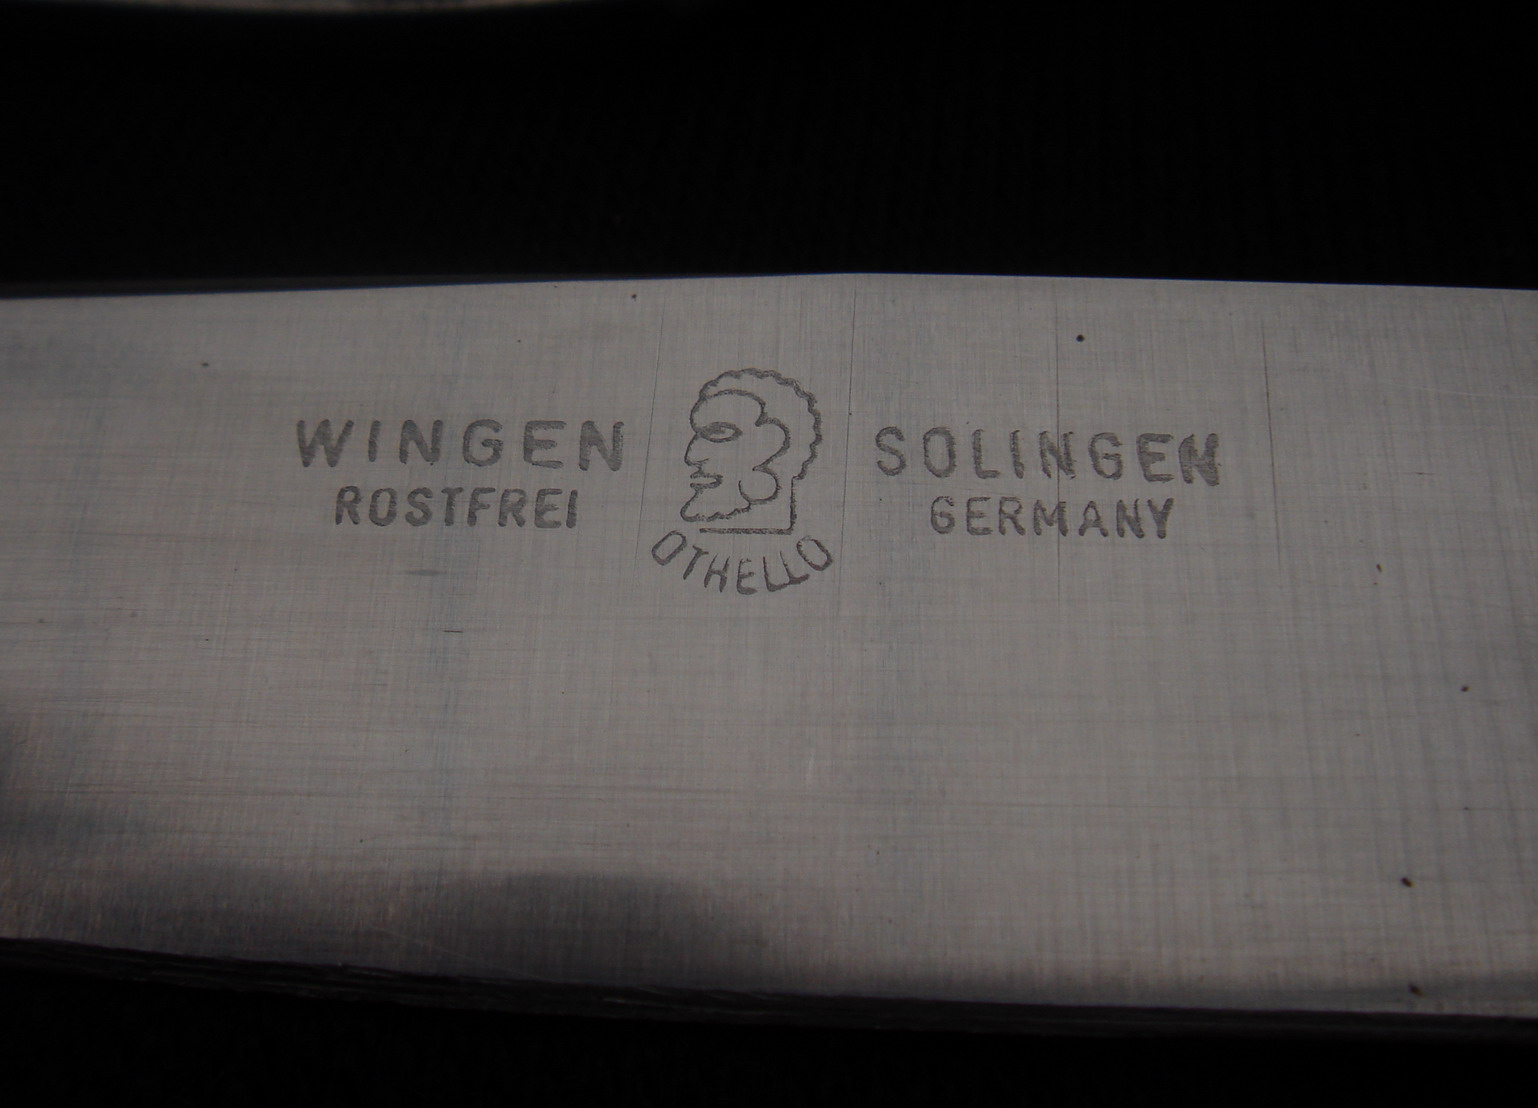 WINGEN
ROSTFREI
OTHELLO
SOLINGEN
GERMANY